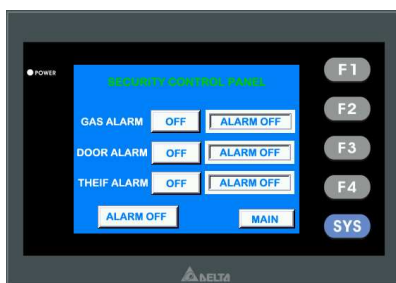 POWER
SECURITY CONTROL PANEL
GAS ALARM OFF ALARM OFF
DOOR ALARM OFF ALARM OFF
THEIF ALARM OFF ALARM OFF
ALARM OFF MAIN
F1
F2
F3
F4
SYS
DELTA